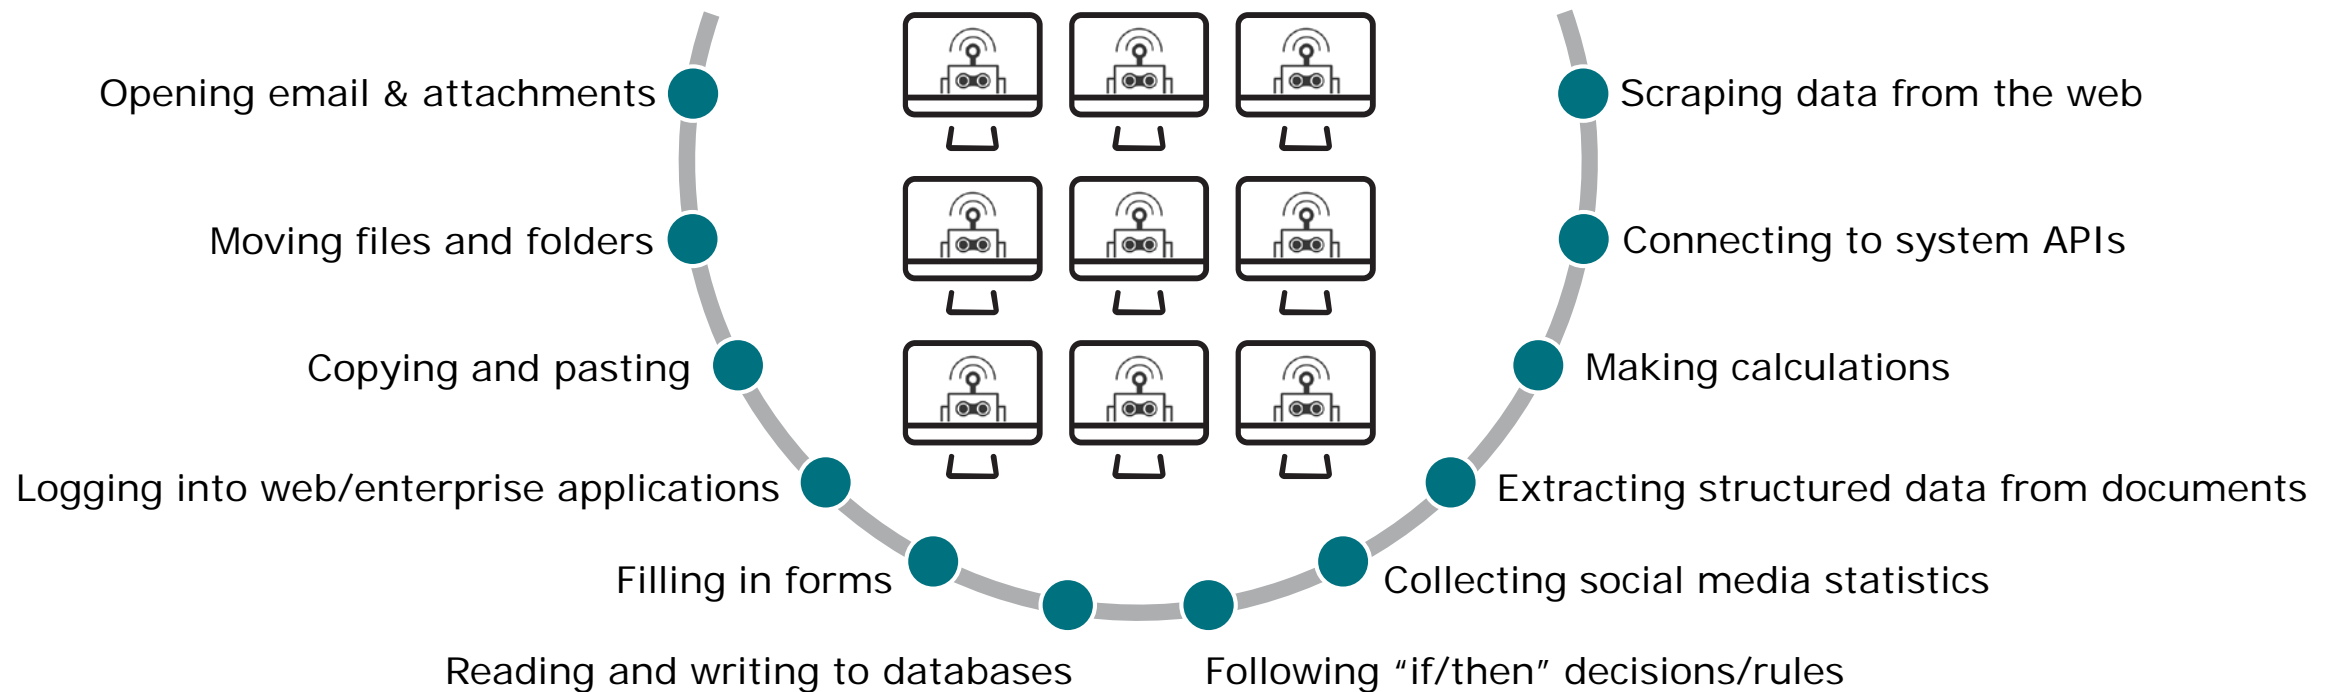 Opening email & attachments
Scraping data from the web
Moving files and folders
Connecting to system APIs
Copying and pasting
Making calculations
Logging into web/enterprise applications
Extracting structured data from documents
Filling in forms
Collecting social media statistics
Reading and writing to databases
Following “if/then” decisions/rules